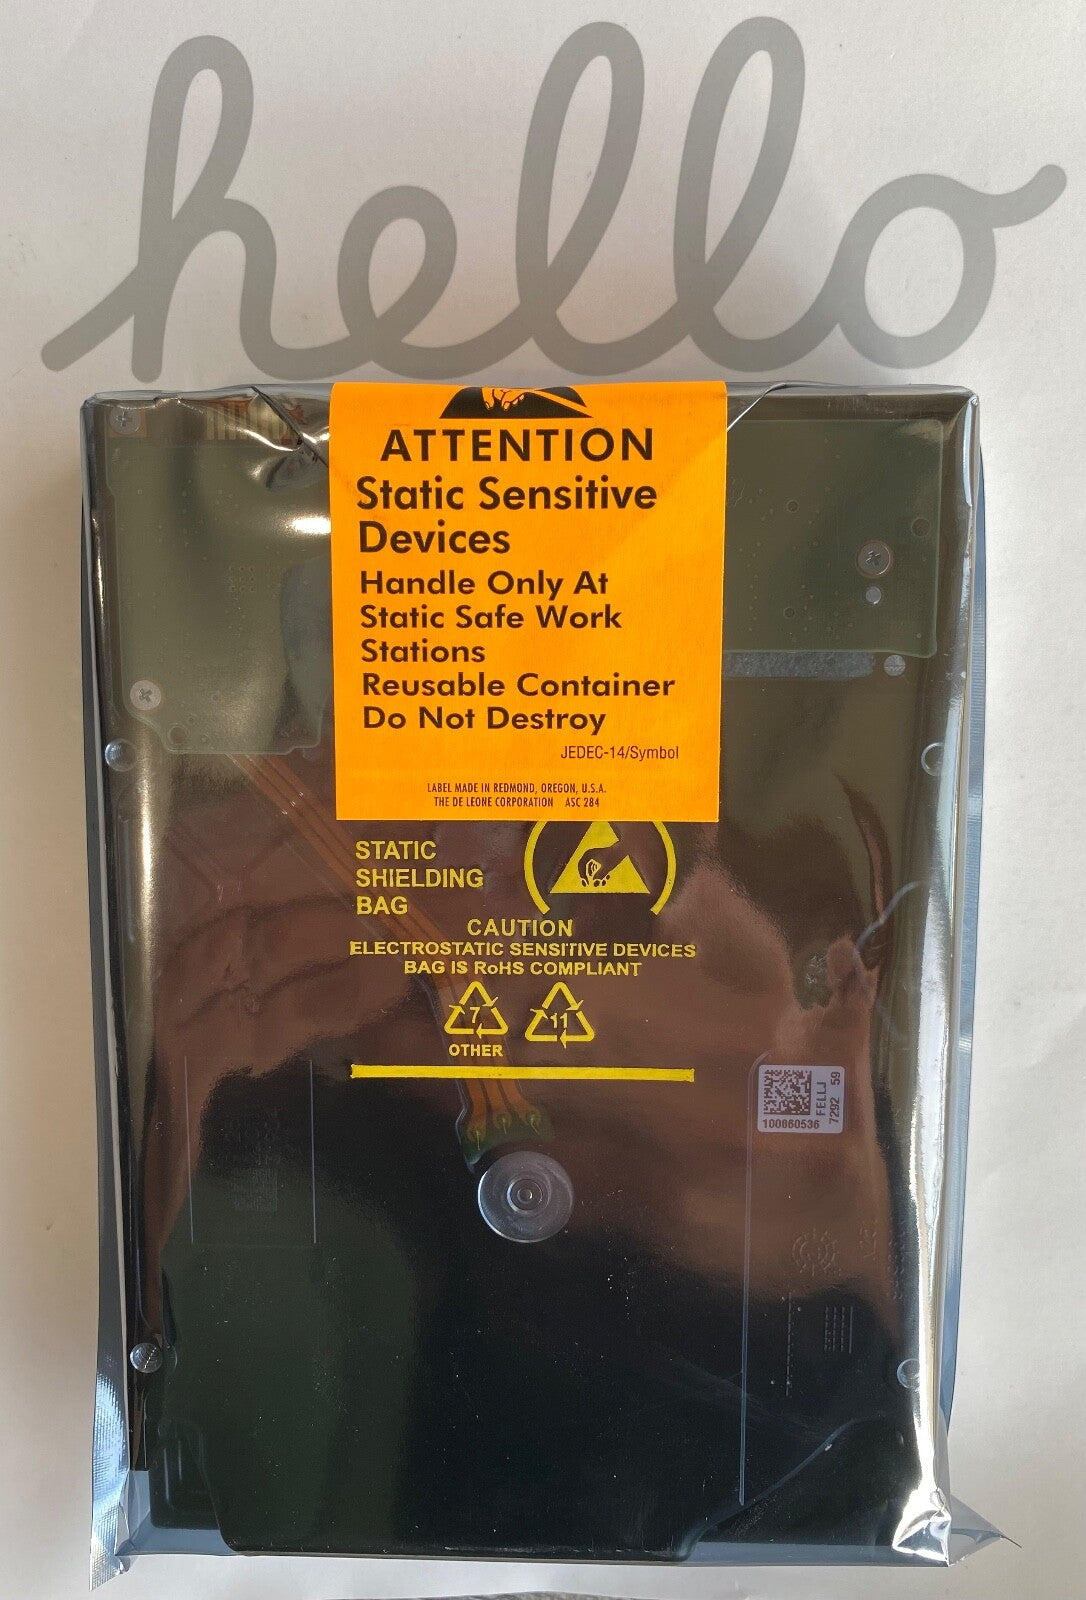 hello
ATTENTION
Static Sensitive
Devices
Handle Only At
Static Safe Work
Stations
Reusable Container
Do Not Destroy
JEDEC-14/Symbol
LABEL MADE IN REDMOND, OREGON, U.S.A.
THE DE LEONE CORPORATION ASC 284
STATIC
SHIELDING
BAG
CAUTION
ELECTROSTATIC SENSITIVE DEVICES
BAG IS RoHS COMPLIANT
7
11
OTHER
FELLJ
7292 59
100860536